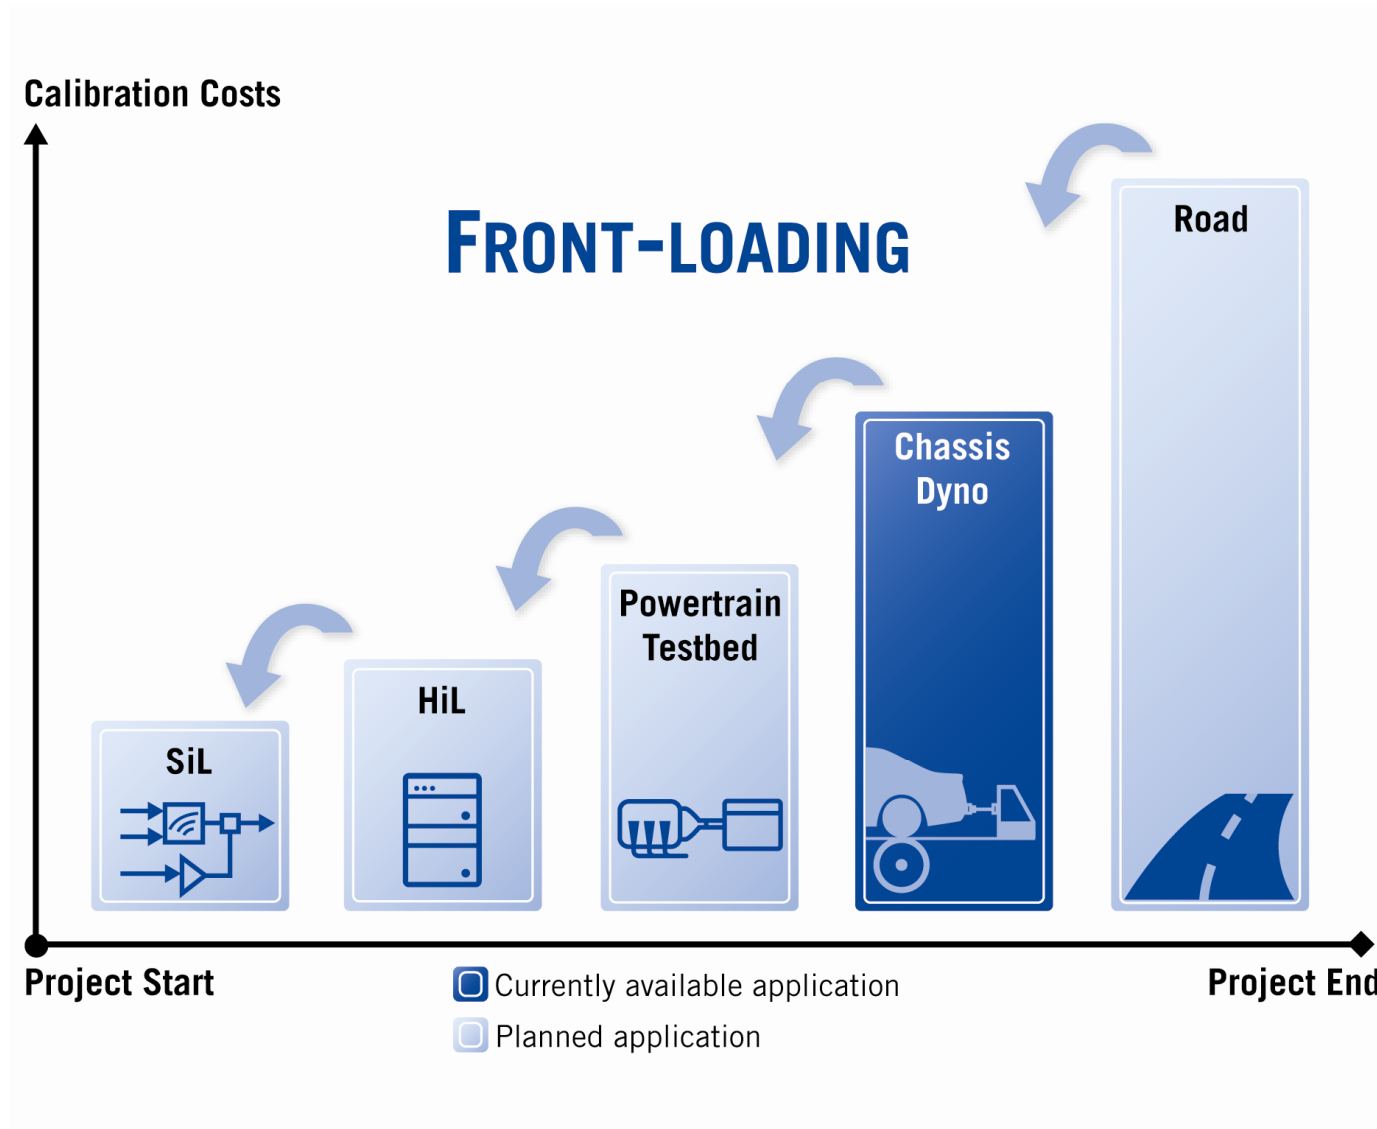 Calibration Costs
FRONT-LOADING
Road
Chassis
Dyno
Powertrain
Testbed
HiL
SiL
Project Start
Project End
Currently available application
Planned application